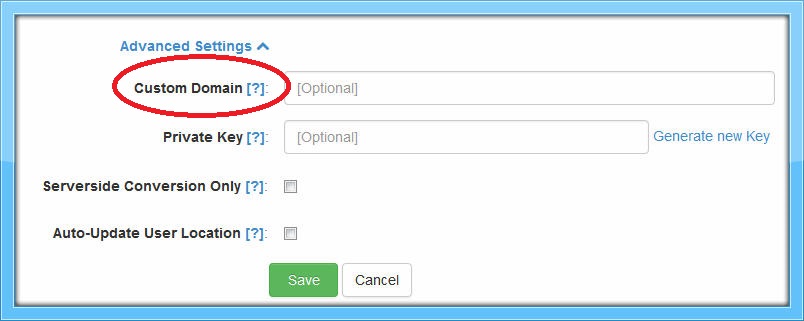 Advanced Settings
Custom Domain [?]: [Optional]
Private Key [?]: [Optional] Generate new Key
Serverside Conversion Only [?]:
Auto-Update User Location [?]:
Save Cancel